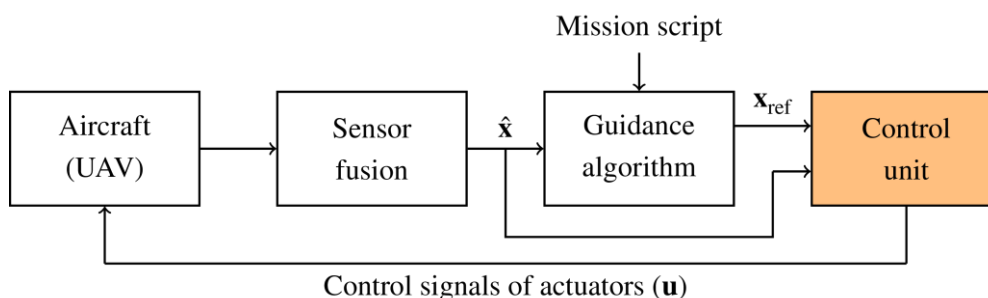 Mission script
Aircraft
(UAV)
Sensor
fusion
x̂
Guidance
algorithm
x_ref
Control
unit
Control signals of actuators (u)